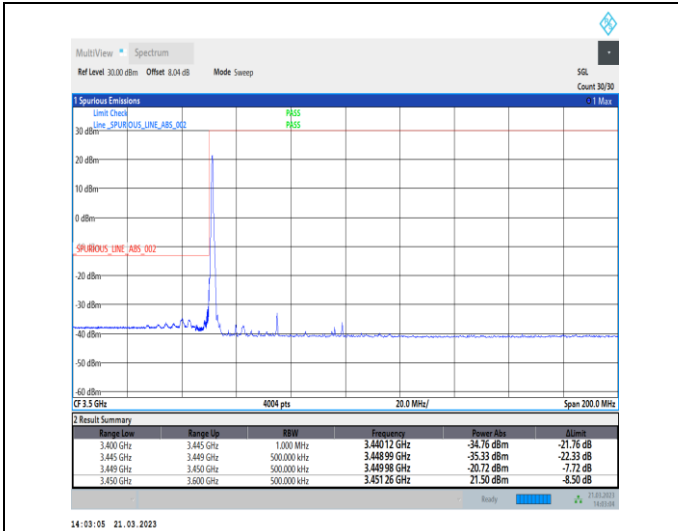 MultiView Spectrum
Ref Level 30.00 dBm Offset 8.04 dB Mode Sweep SGL
Count 30/30
1 Spurious Emissions 1 Max
Limit Check PASS
Line _SPURIOUS_LINE_ABS_002 PASS
30 dBm
20 dBm
10 dBm
0 dBm
_SPURIOUS_LINE_ABS_002
-20 dBm
-30 dBm
-40 dBm
-50 dBm
-60 dBm
CF 3.5 GHz 4004 pts 20.0 MHz/ Span 200.0 MHz
2 Result Summary
Range Low Range Up RBW Frequency Power Abs ΔLimit
3.400 GHz 3.445 GHz 1.000 MHz 3.440 12 GHz -34.76 dBm -21.76 dB
3.445 GHz 3.449 GHz 500.000 kHz 3.448 99 GHz -35.33 dBm -22.33 dB
3.449 GHz 3.450 GHz 500.000 kHz 3.449 98 GHz -20.72 dBm -7.72 dB
3.450 GHz 3.600 GHz 500.000 kHz 3.451 26 GHz 21.50 dBm -8.50 dB
Ready 21.03.2023
14:03:04
14:03:05 21.03.2023